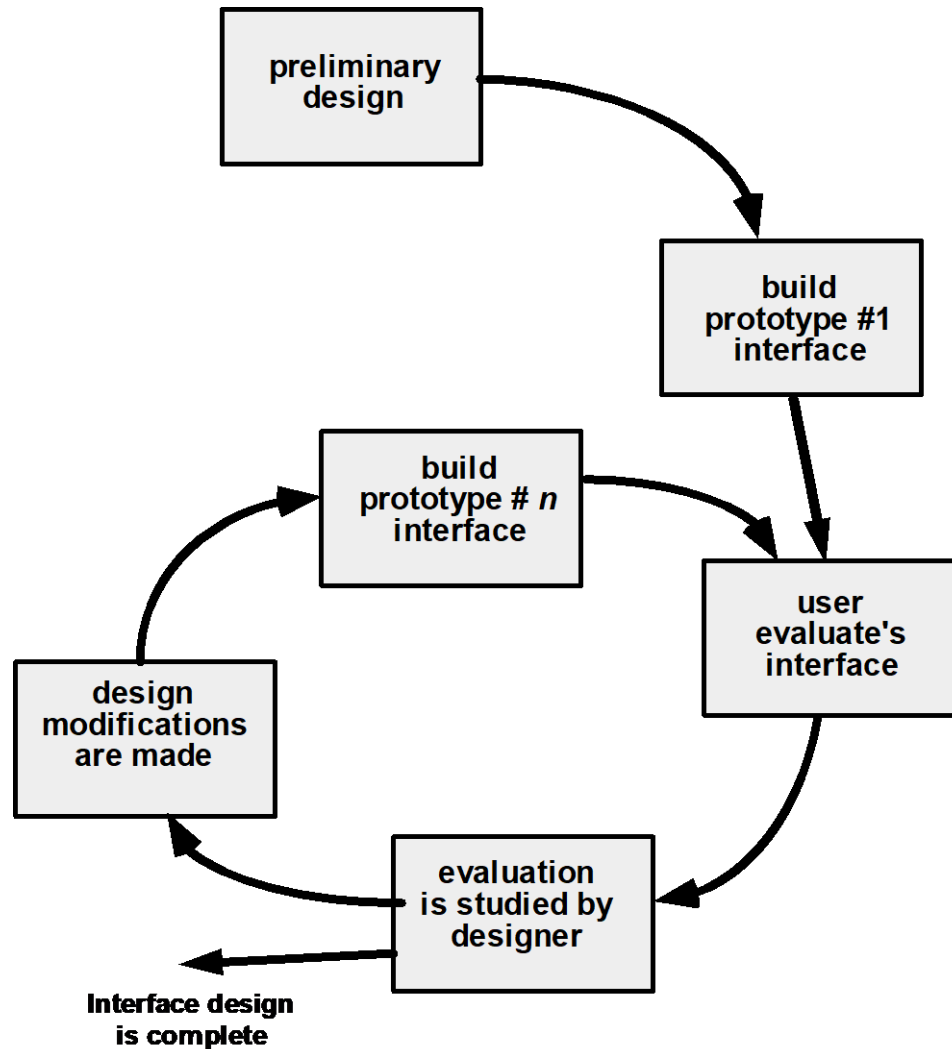 preliminary
design
build
prototype #1
interface
build
prototype # n
interface
user
evaluate's
interface
design
modifications
are made
evaluation
is studied by
designer
Interface design
is complete